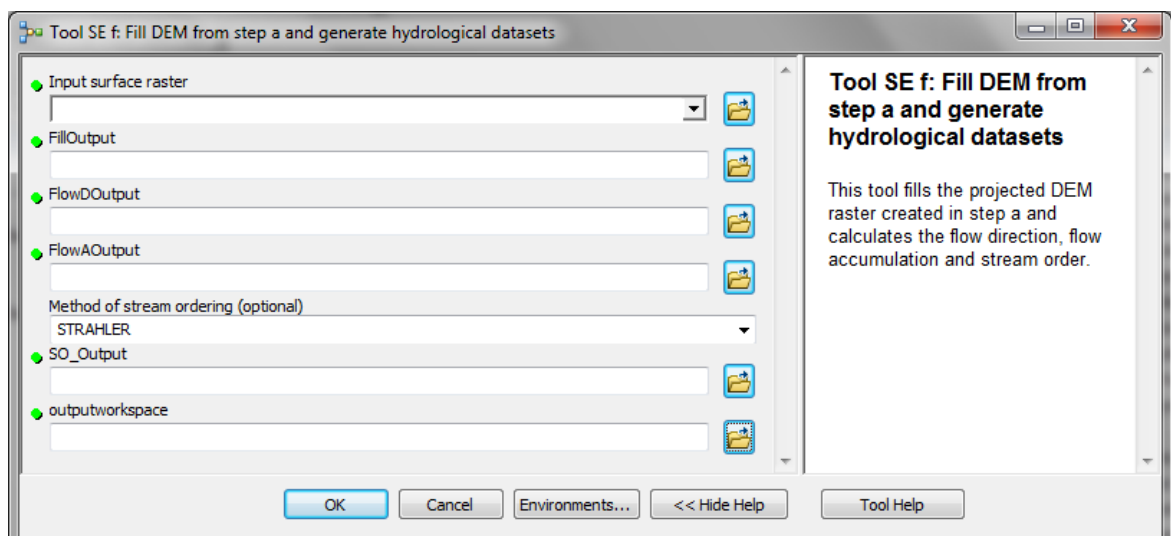 Tool SE f: Fill DEM from step a and generate hydrological datasets
Input surface raster
FillOutput
FlowDOutput
FlowAOutput
Method of stream ordering (optional)
STRAHLER
SO_Output
outputworkspace
Tool SE f: Fill DEM from
step a and generate
hydrological datasets
This tool fills the projected DEM
raster created in step a and
calculates the flow direction, flow
accumulation and stream order.
OK Cancel Environments... << Hide Help Tool Help